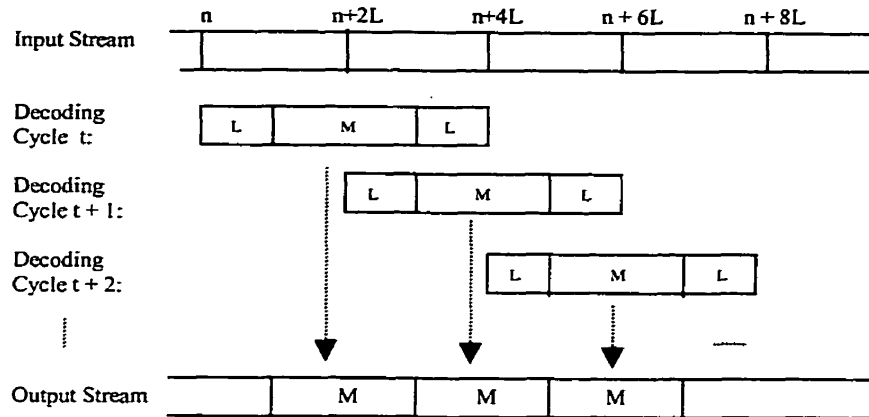 n n+2L n+4L n + 6L n + 8L
Input Stream
Decoding
Cycle t:
L M L
Decoding
Cycle t + 1:
L M L
Decoding
Cycle t + 2:
L M L
Output Stream M M M